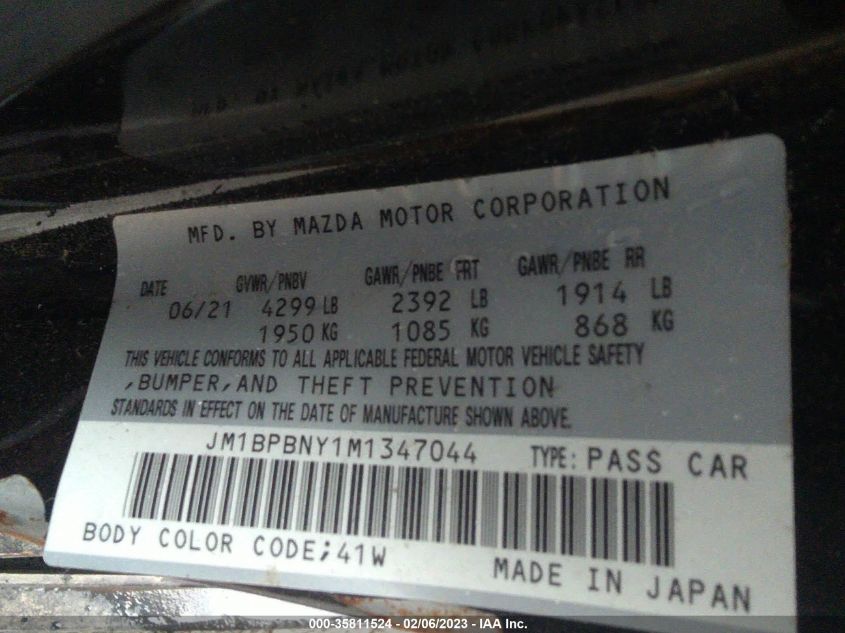 MFD. BY MAZDA MOTOR CORPORATION
DATE GVWR/PNBV GAWR/PNBE FRT GAWR/PNBE RR
06/21 4299 LB 2392 LB 1914 LB
1950 KG 1085 KG 868 KG
THIS VEHICLE CONFORMS TO ALL APPLICABLE FEDERAL MOTOR VEHICLE SAFETY
,BUMPER,AND THEFT PREVENTION
STANDARDS IN EFFECT ON THE DATE OF MANUFACTURE SHOWN ABOVE.
JM1BPBNY1M1347044 TYPE: PASS CAR
BODY COLOR CODE;41W
MADE IN JAPAN
000-35811524 - 02/06/2023 - IAA Inc.